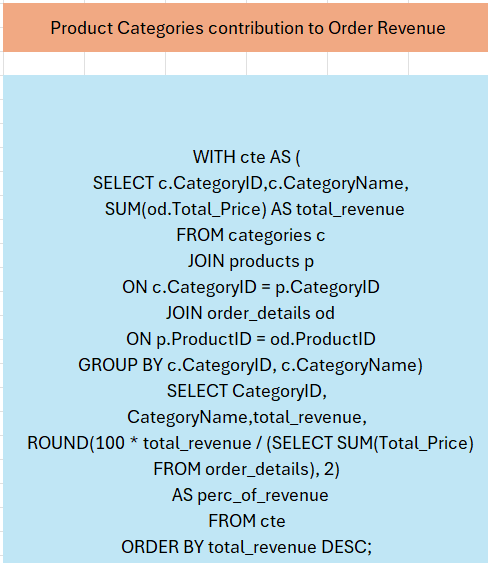 Product Categories contribution to Order Revenue
WITH cte AS (
SELECT c.CategoryID,c.CategoryName,
SUM(od.Total_Price) AS total_revenue
FROM categories c
JOIN products p
ON c.CategoryID = p.CategoryID
JOIN order_details od
ON p.ProductID = od.ProductID
GROUP BY c.CategoryID, c.CategoryName)
SELECT CategoryID,
CategoryName,total_revenue,
ROUND(100 * total_revenue / (SELECT SUM(Total_Price)
FROM order_details), 2)
AS perc_of_revenue
FROM cte
ORDER BY total_revenue DESC;